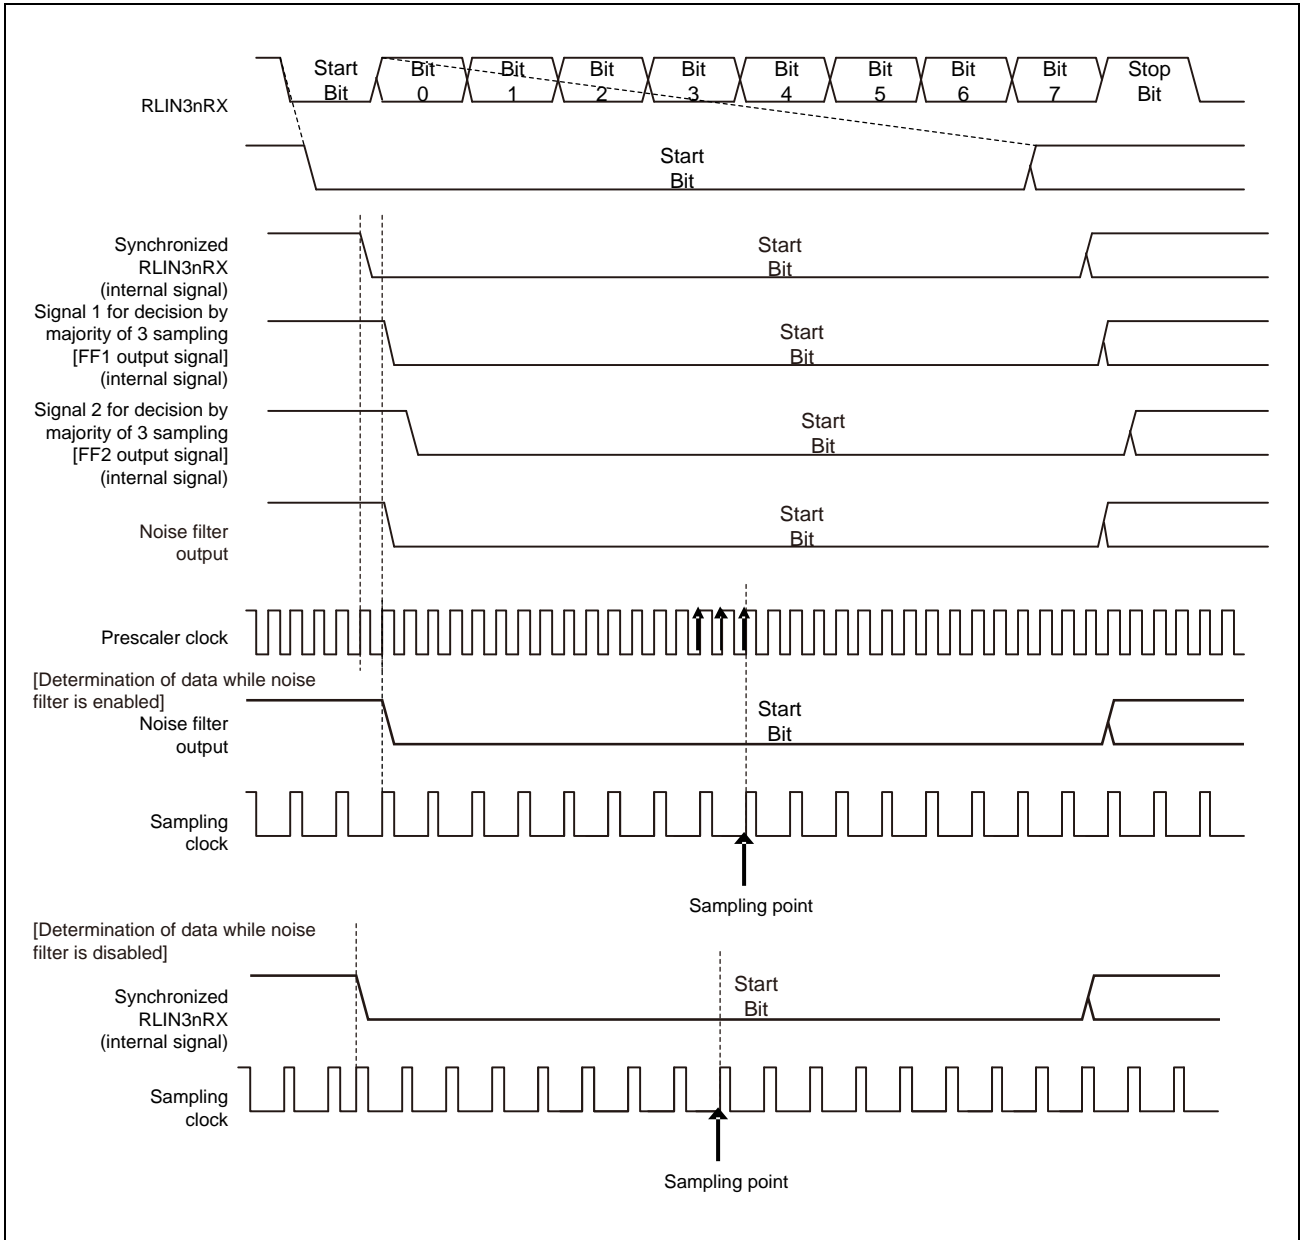 Start
Bit
Bit
0
Bit
1
Bit
2
Bit
3
Bit
4
Bit
5
Bit
6
Bit
7
Stop
Bit
RLIN3nRX
Start
Bit
Synchronized
RLIN3nRX
(internal signal)
Start
Bit
Signal 1 for decision by
majority of 3 sampling
[FF1 output signal]
(internal signal)
Start
Bit
Signal 2 for decision by
majority of 3 sampling
[FF2 output signal]
(internal signal)
Start
Bit
Noise filter
output
Start
Bit
Prescaler clock
[Determination of data while noise
filter is enabled]
Noise filter
output
Start
Bit
Sampling
clock
Sampling point
[Determination of data while noise
filter is disabled]
Synchronized
RLIN3nRX
(internal signal)
Start
Bit
Sampling
clock
Sampling point